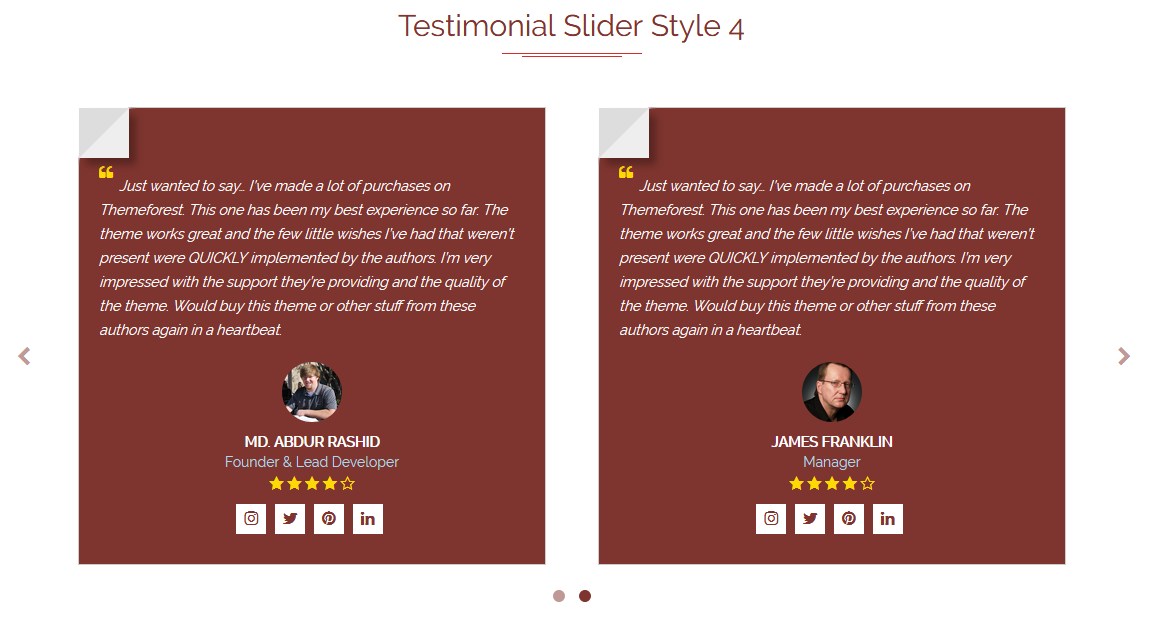 Testimonial Slider Style 4
❝ Just wanted to say… I've made a lot of purchases on
Themeforest. This one has been my best experience so far. The
theme works great and the few little wishes I've had that weren't
present were QUICKLY implemented by the authors. I'm very
impressed with the support they're providing and the quality of
the theme. Would buy this theme or other stuff from these
authors again in a heartbeat.
MD. ABDUR RASHID
Founder & Lead Developer
❝ Just wanted to say… I've made a lot of purchases on
Themeforest. This one has been my best experience so far. The
theme works great and the few little wishes I've had that weren't
present were QUICKLY implemented by the authors. I'm very
impressed with the support they're providing and the quality of
the theme. Would buy this theme or other stuff from these
authors again in a heartbeat.
JAMES FRANKLIN
Manager